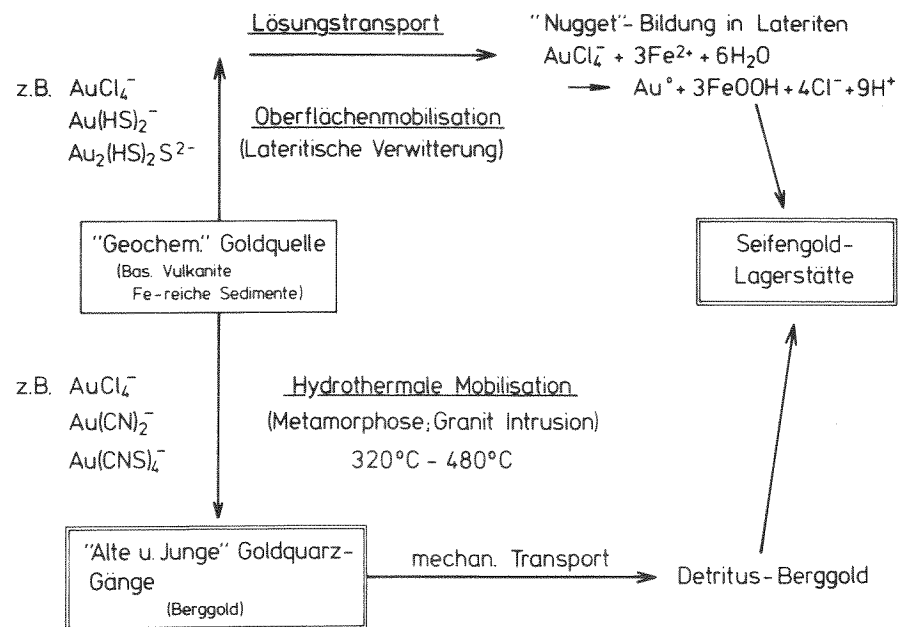 Lösungstransport
"Nugget"-Bildung in Lateriten
AuCl₄⁻ + 3Fe²⁺ + 6H₂O
→ Au° + 3FeOOH + 4Cl⁻ + 9H⁺
z.B. AuCl₄⁻
Au(HS)₂⁻
Au₂(HS)₂S²⁻
Oberflächenmobilisation
(Lateritische Verwitterung)
"Geochem." Goldquelle
(Bas. Vulkanite
Fe-reiche Sedimente)
Seifengold-
Lagerstätte
z.B. AuCl₄⁻
Au(CN)₂⁻
Au(CNS)₄⁻
Hydrothermale Mobilisation
(Metamorphose; Granit Intrusion)
320°C - 480°C
"Alte u. Junge" Goldquarz-
Gänge
(Berggold)
mechan. Transport
Detritus-Berggold